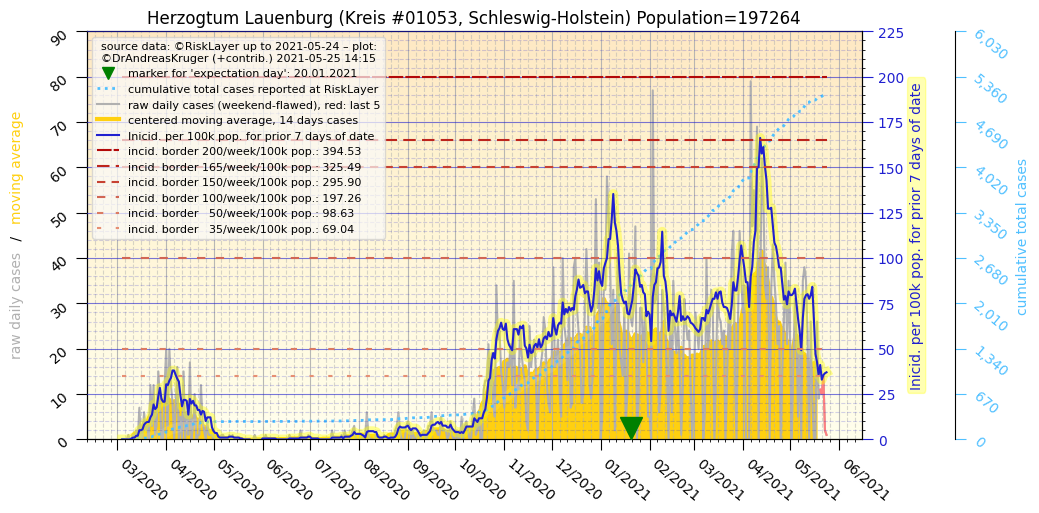 Herzogtum Lauenburg (Kreis #01053, Schleswig-Holstein) Population=197264
source data: ©RiskLayer up to 2021-05-24 – plot:
©DrAndreasKruger (+contrib.) 2021-05-25 14:15
marker for 'expectation day': 20.01.2021
cumulative total cases reported at RiskLayer
raw daily cases (weekend-flawed), red: last 5
centered moving average, 14 days cases
Inicid. per 100k pop. for prior 7 days of date
incid. border 200/week/100k pop.: 394.53
incid. border 165/week/100k pop.: 325.49
incid. border 150/week/100k pop.: 295.90
incid. border 100/week/100k pop.: 197.26
incid. border 50/week/100k pop.: 98.63
incid. border 35/week/100k pop.: 69.04
raw daily cases / moving average
90
80
70
60
50
40
30
20
10
0
225
200
175
150
125
100
75
50
25
0
Inicid. per 100k pop. for prior 7 days of date
6,030
5,360
4,690
4,020
3,350
2,680
2,010
1,340
670
0
cumulative total cases
03/2020
04/2020
05/2020
06/2020
07/2020
08/2020
09/2020
10/2020
11/2020
12/2020
01/2021
02/2021
03/2021
04/2021
05/2021
06/2021